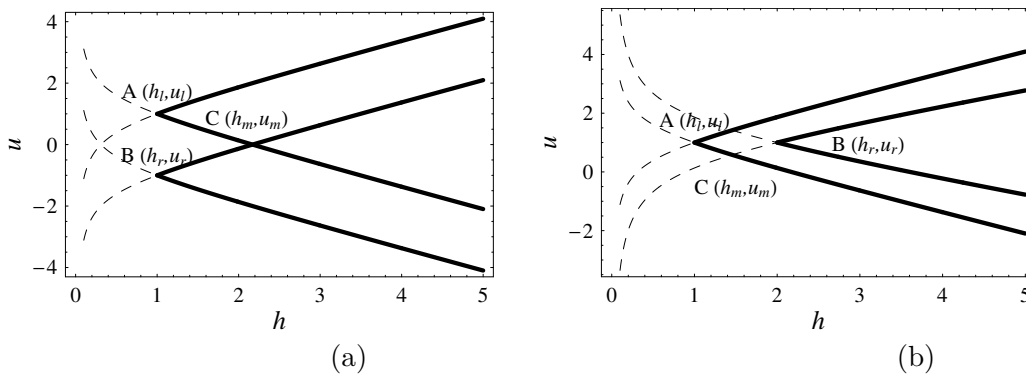 4
2
0
−2
−4
u
A (h_l,u_l)
C (h_m,u_m)
B (h_r,u_r)
0 1 2 3 4 5
h
(a)
4
2
0
−2
u
A (h_l,u_l)
B (h_r,u_r)
C (h_m,u_m)
0 1 2 3 4 5
h
(b)